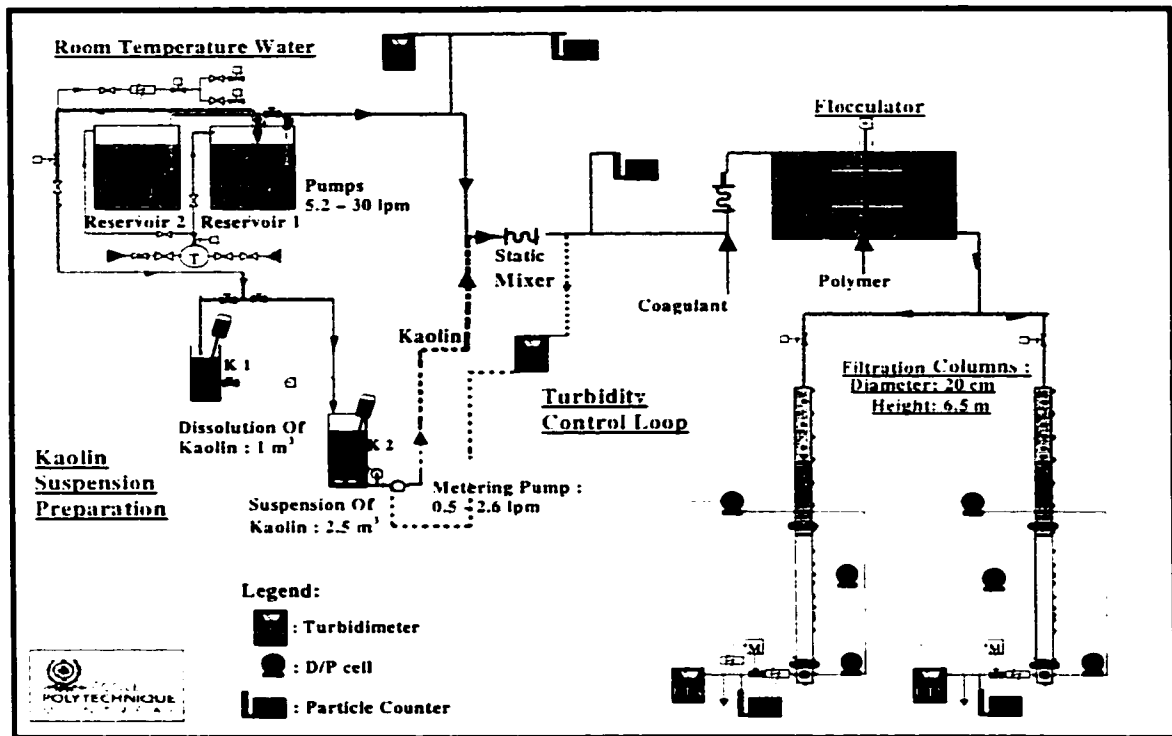 Room Temperature Water
Flocculator
Pumps
5.2 – 30 lpm
Reservoir 2
Reservoir 1
T
Static
Mixer
Coagulant
Polymer
Kaolin
K 1
Filtration Columns :
Diameter: 20 cm
Height: 6.5 m
Turbidity
Control Loop
Dissolution Of
Kaolin : 1 m³
K 2
Kaolin
Suspension
Preparation
Metering Pump :
0.5 – 2.6 lpm
Suspension Of
Kaolin : 2.5 m³
Legend:
: Turbidimeter
: D/P cell
: Particle Counter
M
M
POLYTECHNIQUE